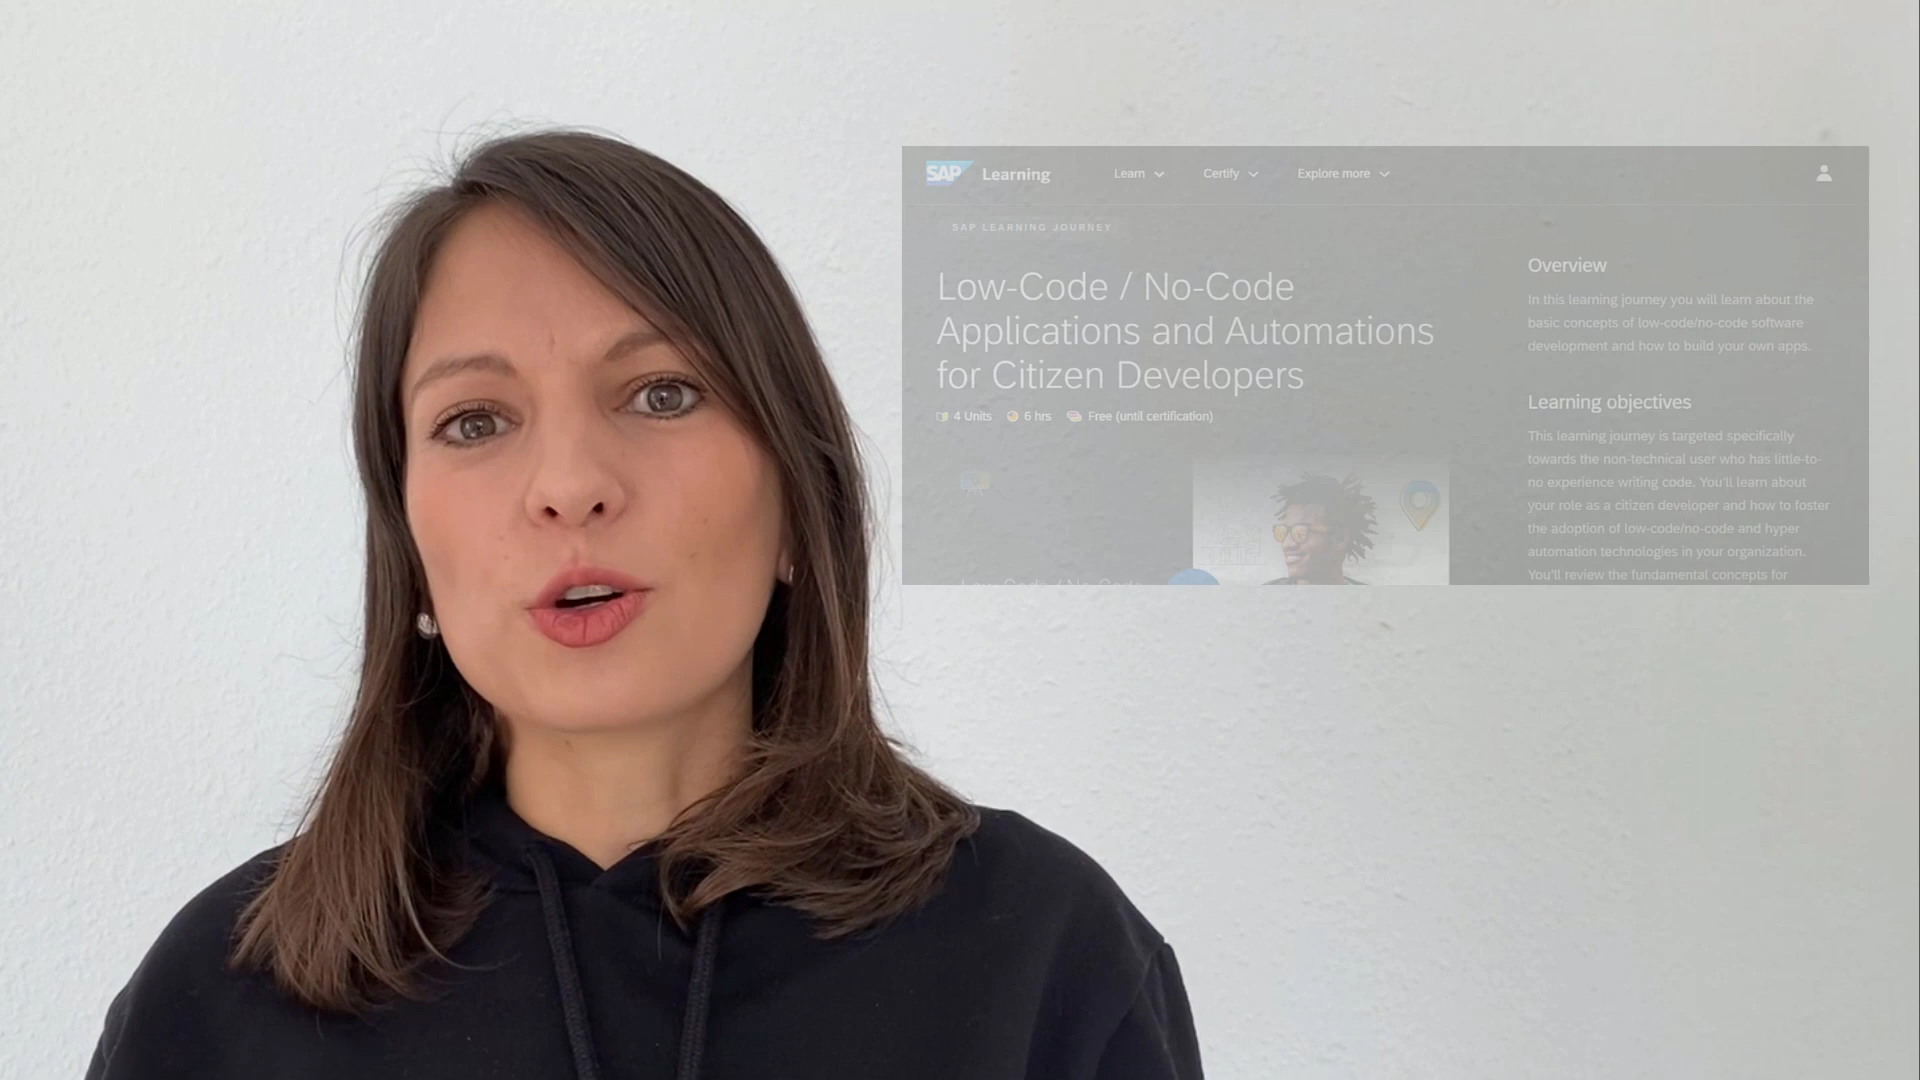 SAP Learning
Learn
Certify
Explore more
SAP LEARNING JOURNEY
Low-Code / No-Code
Applications and Automations
for Citizen Developers
4 Units
6 hrs
Free (until certification)
Low-Code / No-Code
Overview
In this learning journey you will learn about the
basic concepts of low-code/no-code software
development and how to build your own apps.
Learning objectives
This learning journey is targeted specifically
towards the non-technical user who has little-to-
no experience writing code. You'll learn about
your role as a citizen developer and how to foster
the adoption of low-code/no-code and hyper
automation technologies in your organization.
You'll review the fundamental concepts for